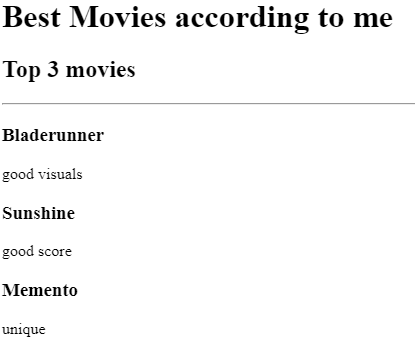 Best Movies according to me
Top 3 movies
Bladerunner
good visuals
Sunshine
good score
Memento
unique